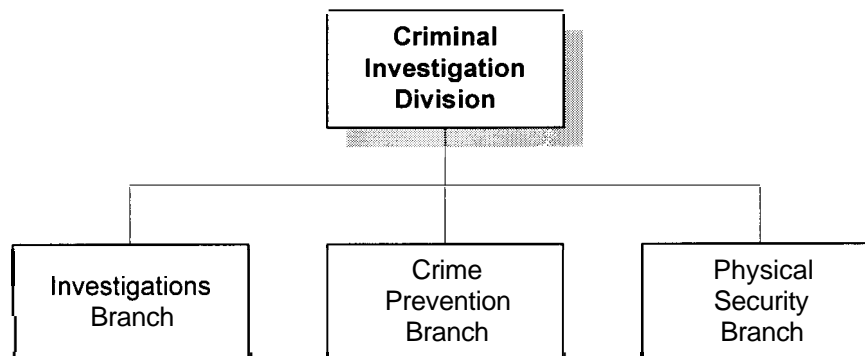 Criminal
Investigation
Division
Investigations
Branch
Crime
Prevention
Branch
Physical
Security
Branch